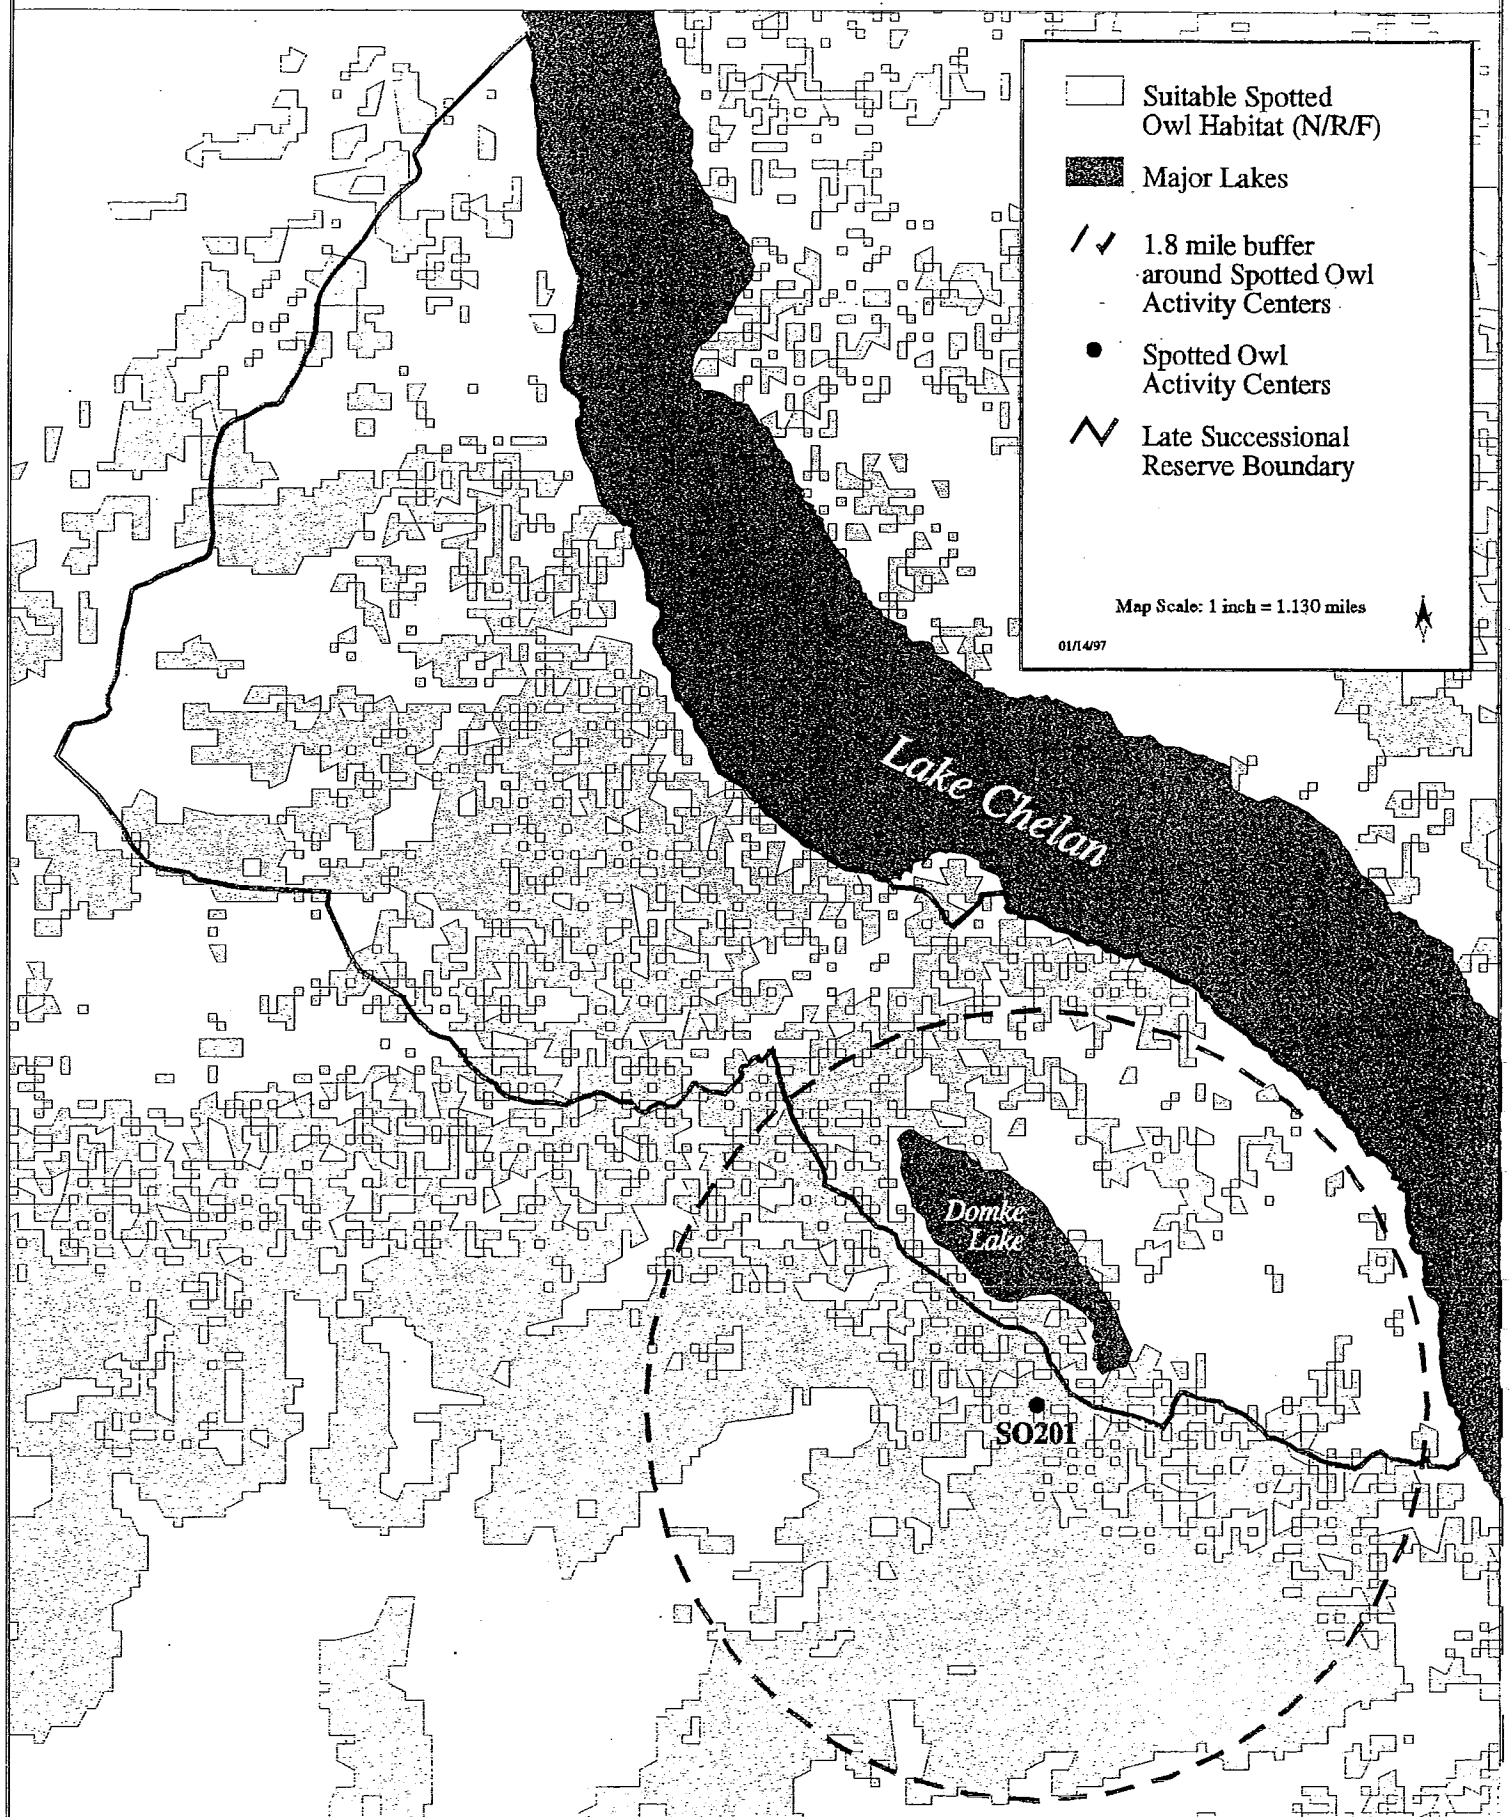 Suitable Spotted
Owl Habitat (N/R/F)
Major Lakes
1.8 mile buffer
around Spotted Owl
Activity Centers
Spotted Owl
Activity Centers
Late Successional
Reserve Boundary
Map Scale: 1 inch = 1.130 miles
01/14/97
Lake Chelan
Domke
Lake
SO201